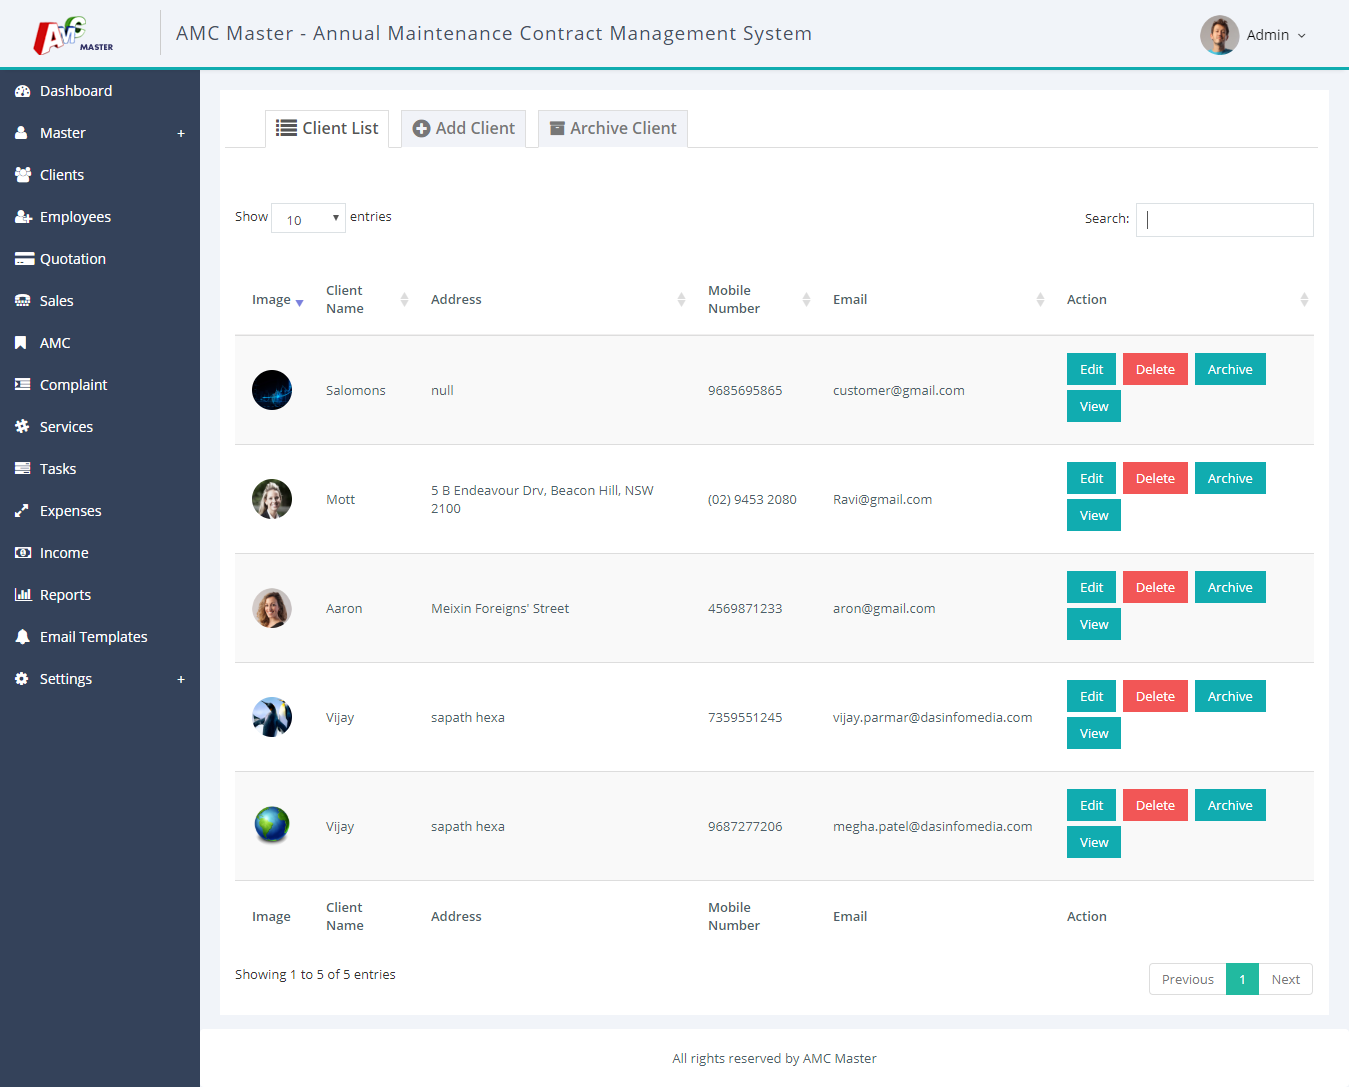 AMC MASTER
AMC Master - Annual Maintenance Contract Management System
Admin
Dashboard
Master +
Clients
Employees
Quotation
Sales
AMC
Complaint
Services
Tasks
Expenses
Income
Reports
Email Templates
Settings +
Client List Add Client Archive Client
Show 10 entries Search:
Image Client Name Address Mobile Number Email Action
Salomons null 9685695865 customer@gmail.com Edit Delete Archive
View
Mott 5 B Endeavour Drv, Beacon Hill, NSW 2100 (02) 9453 2080 Ravi@gmail.com Edit Delete Archive
View
Aaron Meixin Foreigns' Street 4569871233 aron@gmail.com Edit Delete Archive
View
Vijay sapath hexa 7359551245 vijay.parmar@dasinfomedia.com Edit Delete Archive
View
Vijay sapath hexa 9687277206 megha.patel@dasinfomedia.com Edit Delete Archive
View
Image Client Name Address Mobile Number Email Action
Showing 1 to 5 of 5 entries Previous 1 Next
All rights reserved by AMC Master